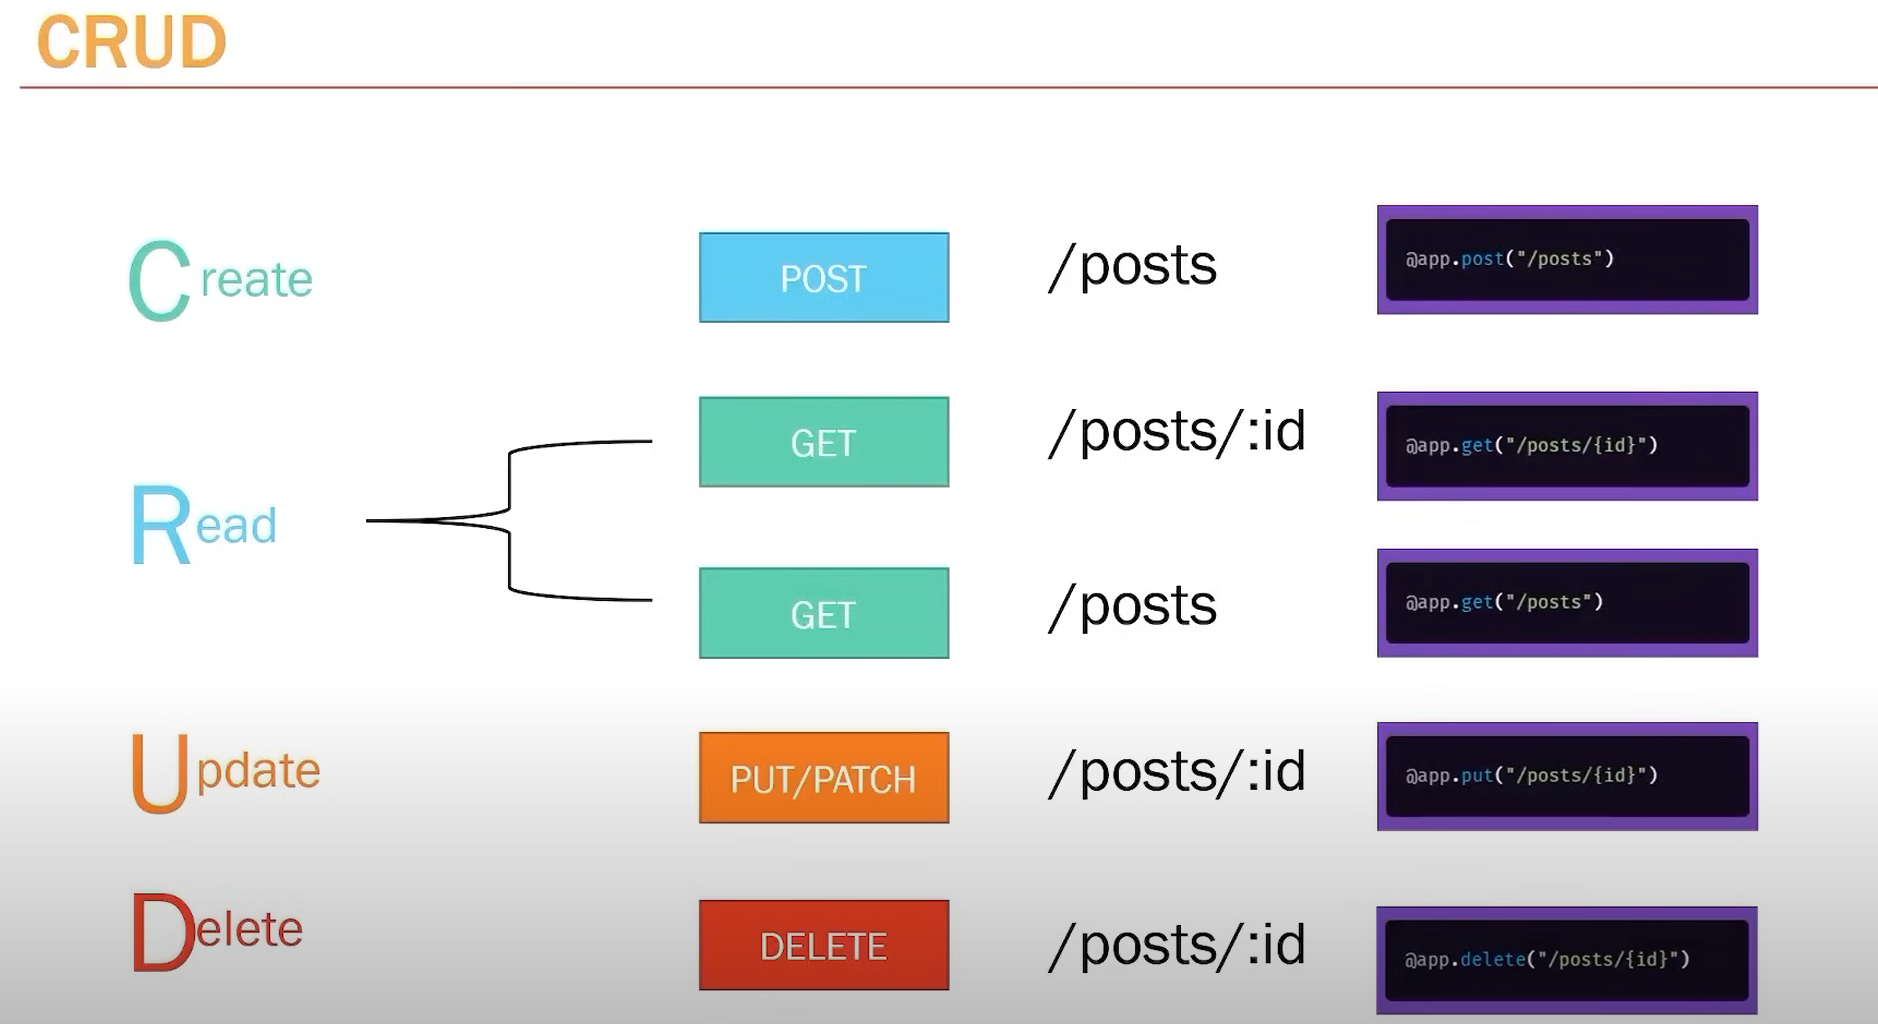 CRUD
Create
POST
/posts
@app.post("/posts")
GET
/posts/:id
@app.get("/posts/{id}")
Read
GET
/posts
@app.get("/posts")
Update
PUT/PATCH
/posts/:id
@app.put("/posts/{id}")
Delete
DELETE
/posts/:id
@app.delete("/posts/{id}")